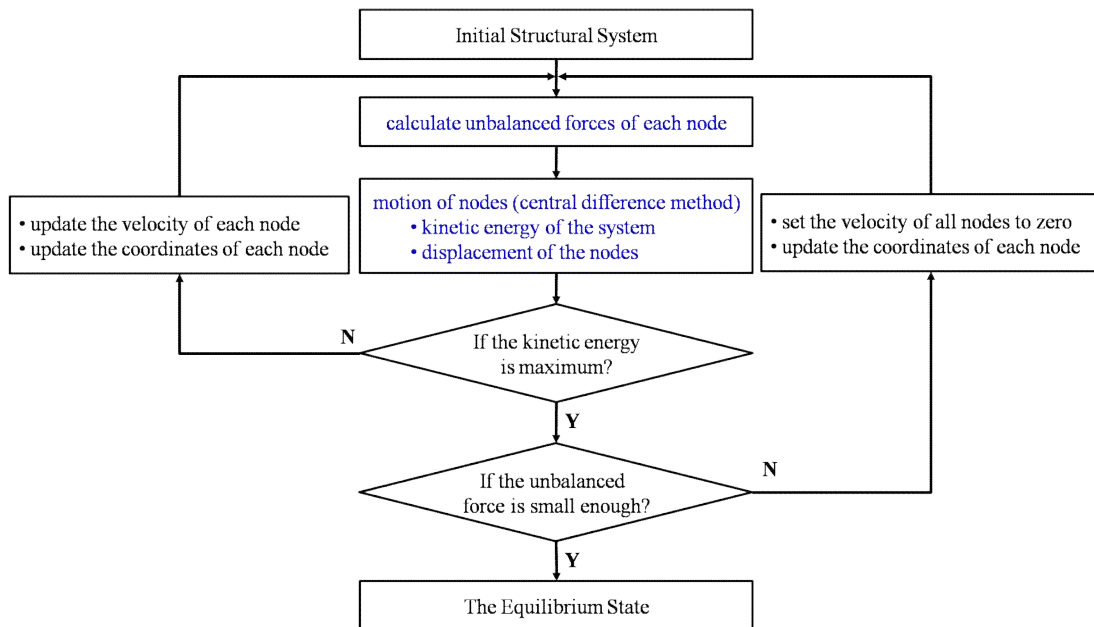 Initial Structural System
calculate unbalanced forces of each node
motion of nodes (central difference method)
• kinetic energy of the system
• displacement of the nodes
• update the velocity of each node
• update the coordinates of each node
• set the velocity of all nodes to zero
• update the coordinates of each node
N
If the kinetic energy
is maximum?
Y
N
If the unbalanced
force is small enough?
Y
The Equilibrium State